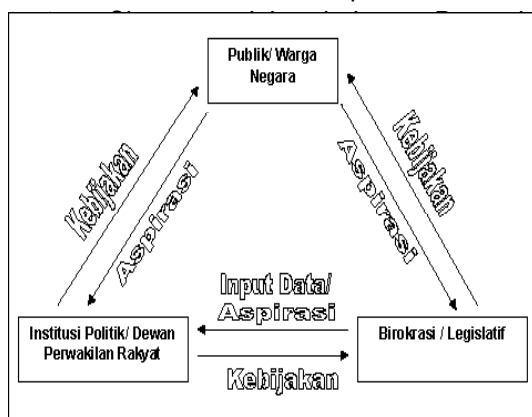 Publik/ Warga
Negara
Kebijakan
Aspirasi
Aspirasi
Kebijakan
Input Data/
Aspirasi
Institusi Politik/ Dewan
Perwakilan Rakyat
Birokrasi / Legislatif
Kebijakan